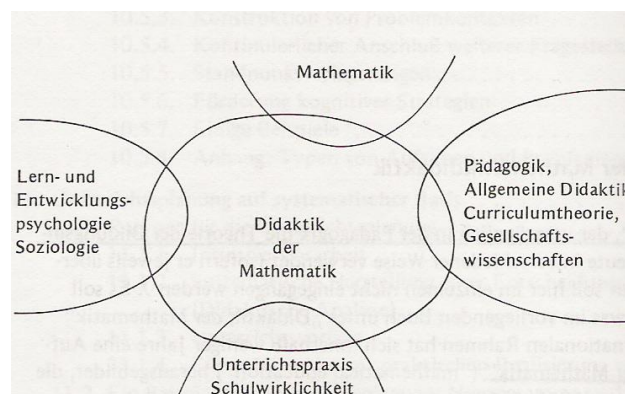 Mathematik
Lern- und
Entwicklungs-
psychologie
Soziologie
Didaktik
der
Mathematik
Pädagogik,
Allgemeine Didaktik
Curriculumtheorie,
Gesellschafts-
wissenschaften
Unterrichtspraxis
Schulwirklichkeit